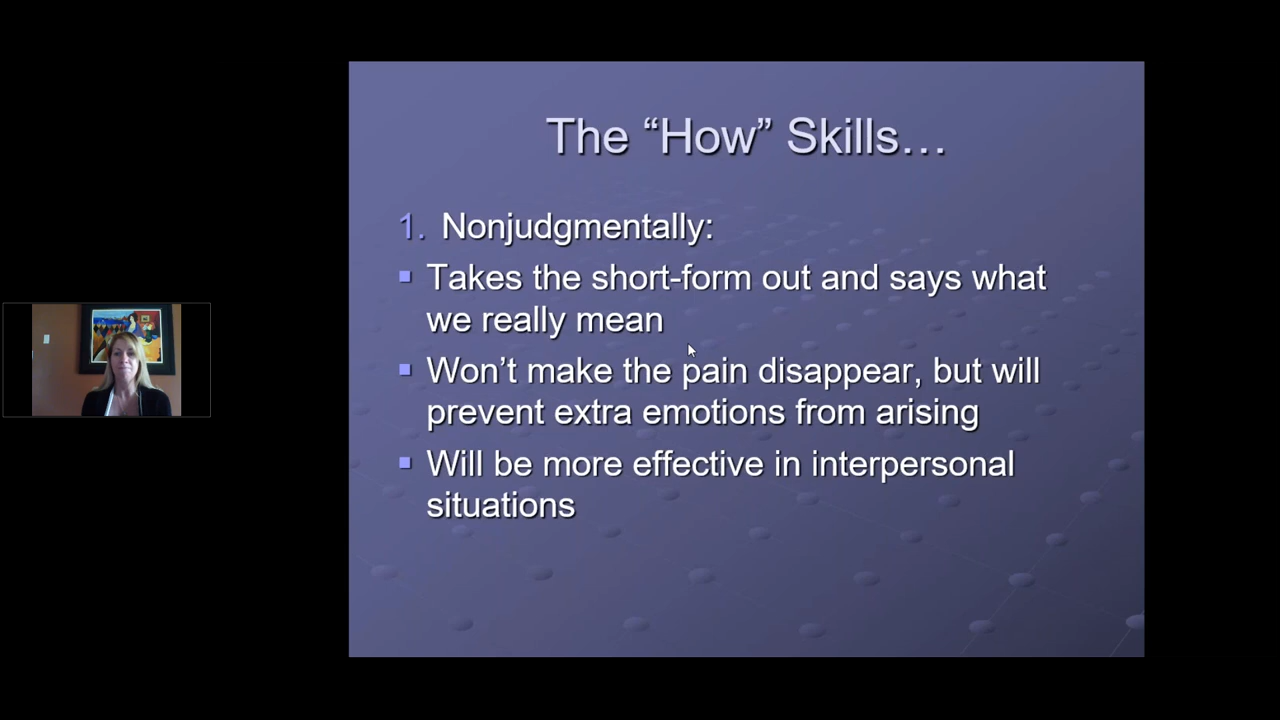 The “How” Skills…
1. Nonjudgmentally:
Takes the short-form out and says what
we really mean
Won’t make the pain disappear, but will
prevent extra emotions from arising
Will be more effective in interpersonal
situations